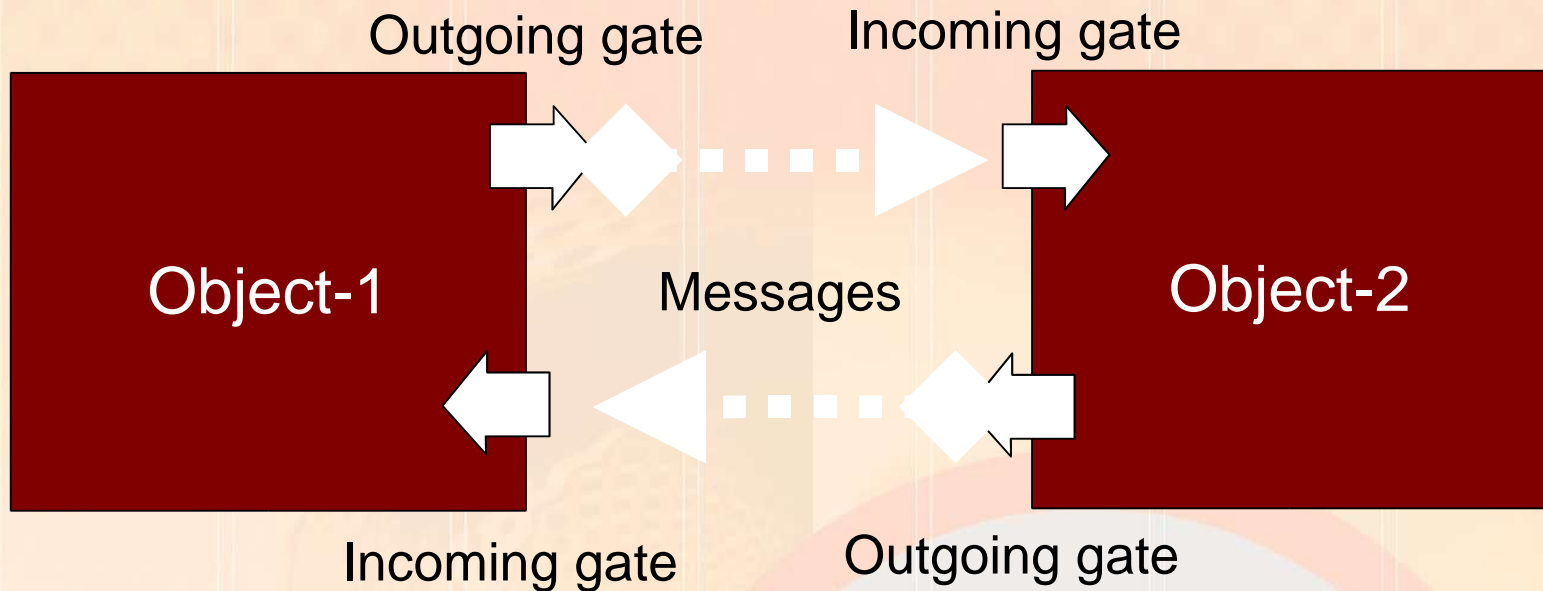 Outgoing gate
Incoming gate
Object-1
Messages
Object-2
Incoming gate
Outgoing gate